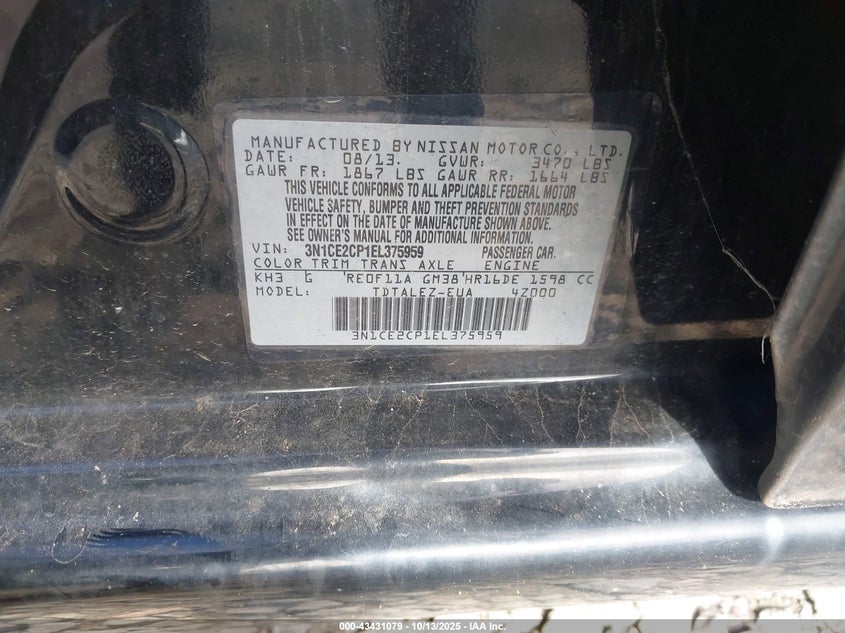 MANUFACTURED BY NISSAN MOTOR CO., LTD.
DATE: 08/13. GVWR: 3470 LBS
GAWR FR: 1867 LBS GAWR RR: 1664 LBS
THIS VEHICLE CONFORMS TO ALL APPLICABLE FEDERAL MOTOR
VEHICLE SAFETY, BUMPER AND THEFT PREVENTION STANDARDS
IN EFFECT ON THE DATE OF MANUFACTURE SHOWN ABOVE.
SEE OWNER'S MANUAL FOR ADDITIONAL INFORMATION.
VIN: 3N1CE2CP1EL375959 PASSENGER CAR.
COLOR TRIM TRANS AXLE ENGINE
KH3 G RE0F11A GM38 HR16DE 1598 CC
MODEL: TDTALEZ-EUA 4Z000
3N1CE2CP1EL375959
000-43431079 | 10/13/2025 - IAA Inc.